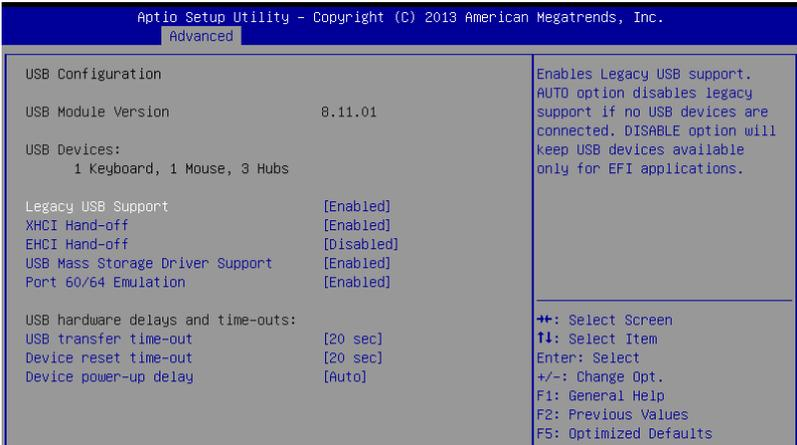 Aptio Setup Utility – Copyright (C) 2013 American Megatrends, Inc.
Advanced
USB Configuration
USB Module Version 8.11.01
USB Devices:
1 Keyboard, 1 Mouse, 3 Hubs
Legacy USB Support [Enabled]
XHCI Hand-off [Enabled]
EHCI Hand-off [Disabled]
USB Mass Storage Driver Support [Enabled]
Port 60/64 Emulation [Enabled]
USB hardware delays and time-outs:
USB transfer time-out [20 sec]
Device reset time-out [20 sec]
Device power-up delay [Auto]
Enables Legacy USB support.
AUTO option disables legacy
support if no USB devices are
connected. DISABLE option will
keep USB devices available
only for EFI applications.
→←: Select Screen
↑↓: Select Item
Enter: Select
+/-: Change Opt.
F1: General Help
F2: Previous Values
F5: Optimized Defaults